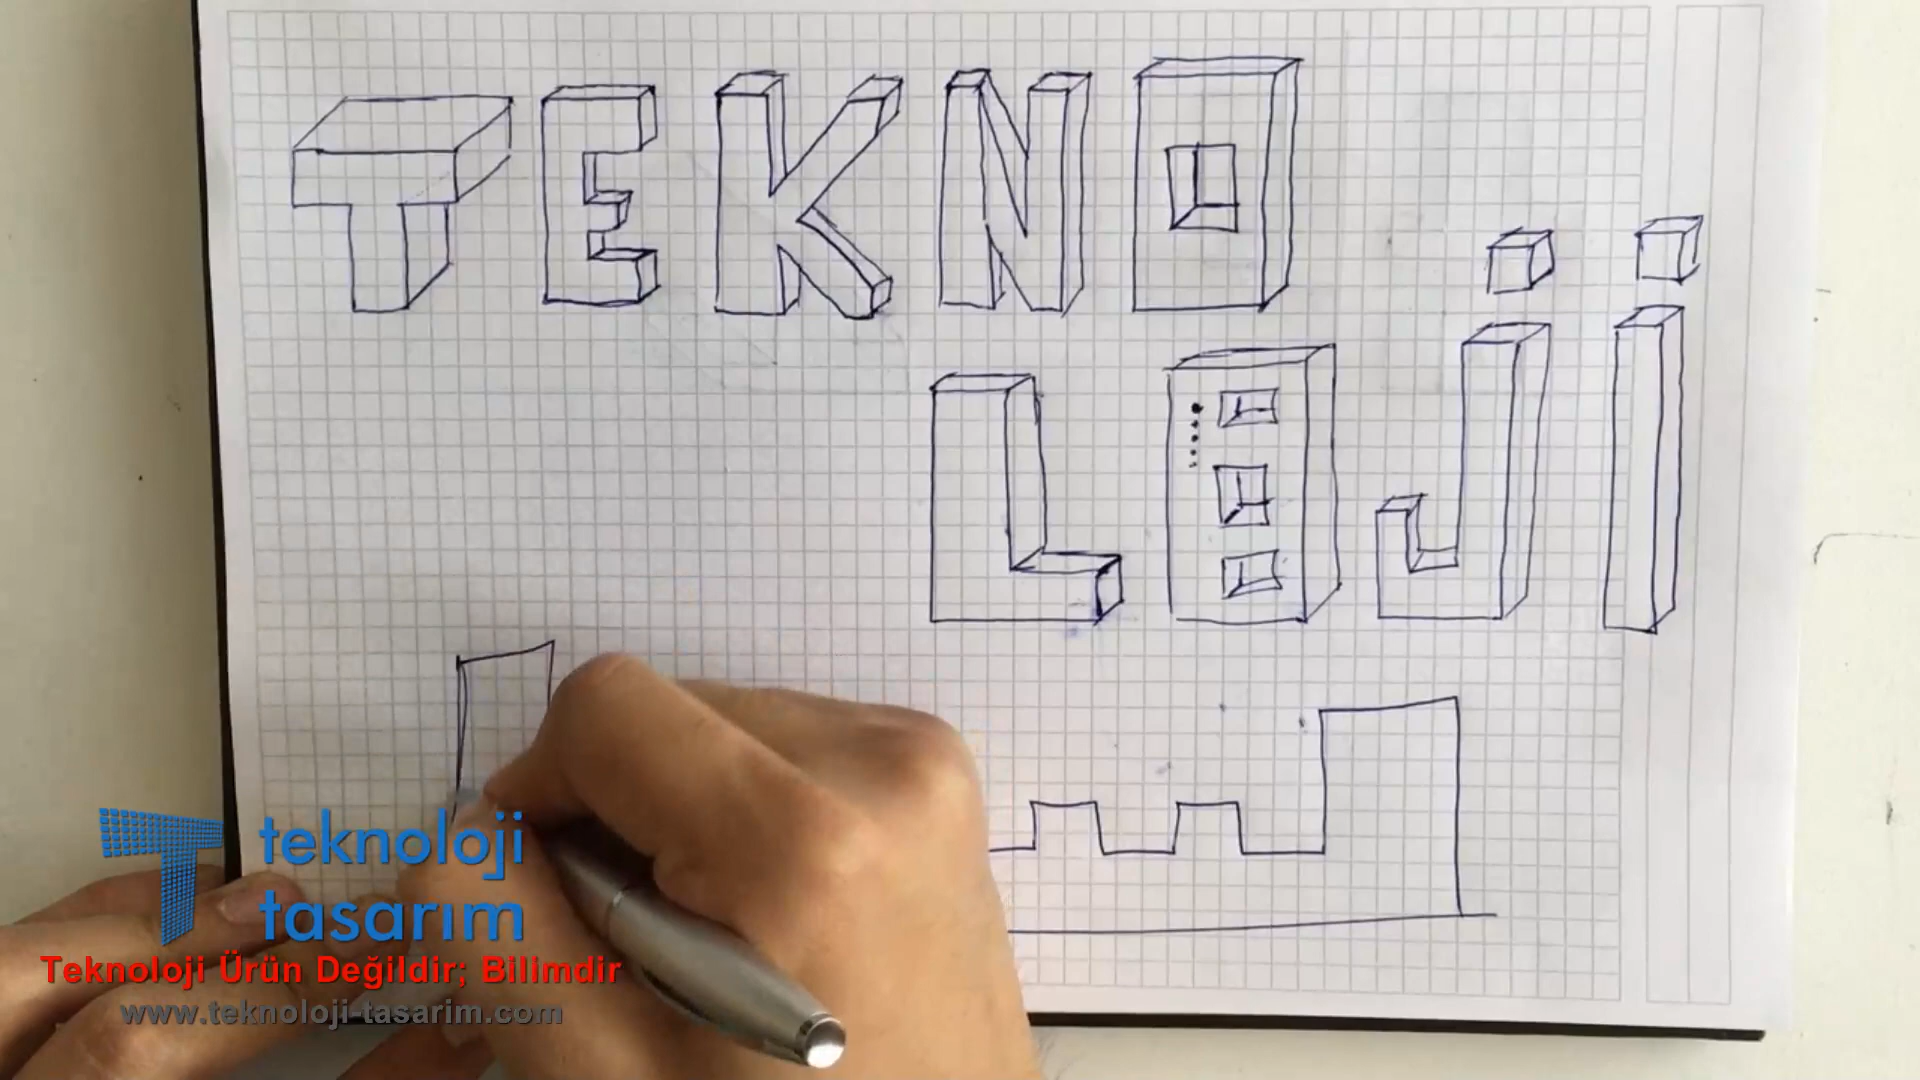 TEKNO
LOJİ
teknoloji
tasarım
Teknoloji Ürün Değildir; Bilimdir
www.teknoloji-tasarim.com